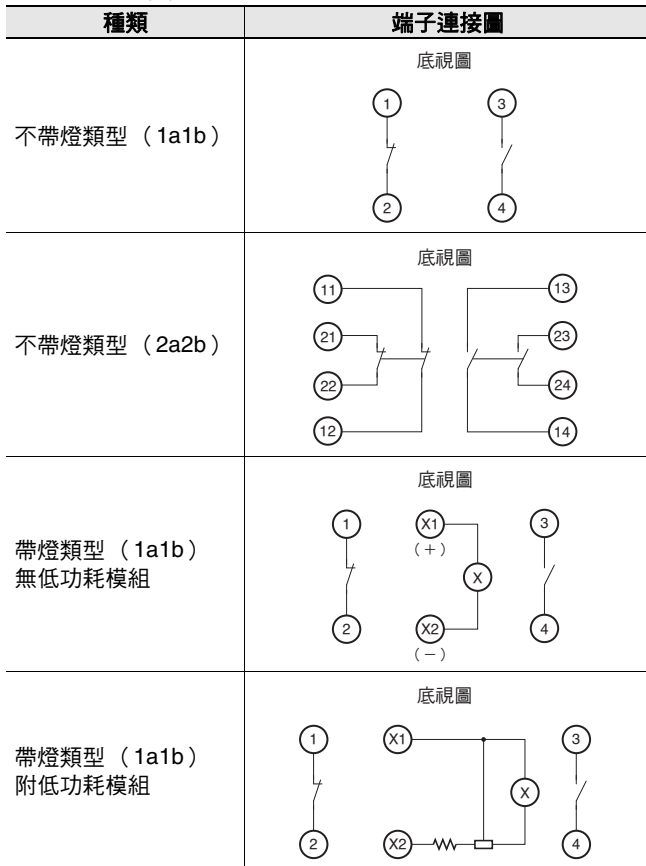 種類 端子連接圖
不帶燈類型（1a1b）
底視圖
1 3
2 4
不帶燈類型（2a2b）
底視圖
11 13
21 23
22 24
12 14
帶燈類型（1a1b）
無低功耗模組
底視圖
1 X1 3
（+）
X
2 X2 4
（−）
帶燈類型（1a1b）
附低功耗模組
底視圖
1 X1 3
X
2 X2 4